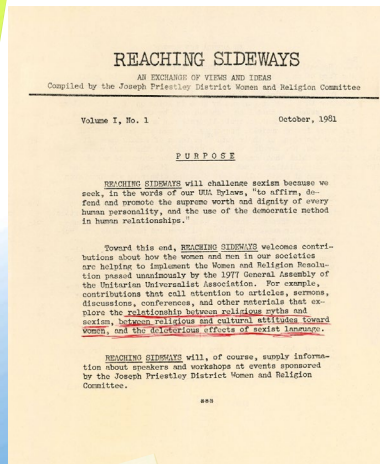 REACHING SIDEWAYS
AN EXCHANGE OF VIEWS AND IDEAS
Compiled by the Joseph Priestley District Women and Religion Committee
Volume I, No. 1 October, 1981
PURPOSE
REACHING SIDEWAYS will challenge sexism because we
seek, in the words of our UUA Bylaws, "to affirm, de-
fend and promote the supreme worth and dignity of every
human personality, and the use of the democratic method
in human relationships."
Toward this end, REACHING SIDEWAYS welcomes contri-
butions about how the women and men in our societies
are helping to implement the Women and Religion Resolu-
tion passed unanimously by the 1977 General Assembly of
the Unitarian Universalist Association. For example,
contributions that call attention to articles, sermons,
discussions, conferences, and other materials that ex-
plore the relationship between religious myths and
sexism, between religious and cultural attitudes toward
women, and the deleterious effects of sexist language.
REACHING SIDEWAYS will, of course, supply informa-
tion about speakers and workshops at events sponsored
by the Joseph Priestley District Women and Religion
Committee.